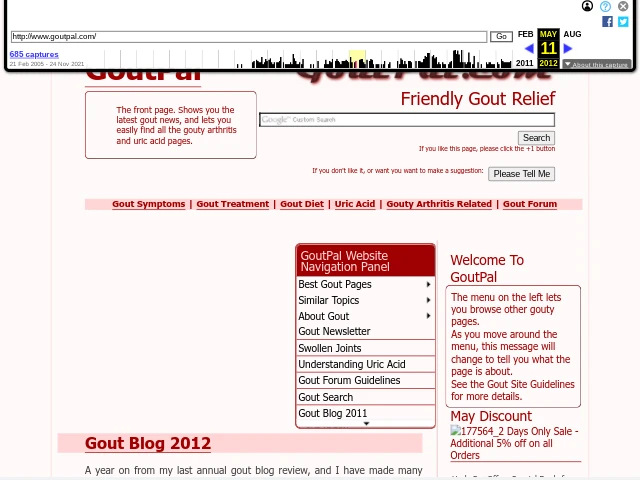 http://www.goutpal.com/
Go
FEB
MAY
AUG
685 captures
11
21 Feb 2005 - 24 Nov 2021
2011
2012
About this capture
GoutPal
GoutPal.com
Friendly Gout Relief
The front page. Shows you the
latest gout news, and lets you
easily find all the gouty arthritis
and uric acid pages.
Google™ Custom Search
Search
If you like this page, please click the +1 button
If you don't like it, or want you want to make a suggestion:
Please Tell Me
Gout Symptoms | Gout Treatment | Gout Diet | Uric Acid | Gouty Arthritis Related | Gout Forum
GoutPal Website
Navigation Panel
Best Gout Pages
Similar Topics
About Gout
Gout Newsletter
Swollen Joints
Understanding Uric Acid
Gout Forum Guidelines
Gout Search
Gout Blog 2011
Welcome To
GoutPal
The menu on the left lets
you browse other gouty
pages.
As you move around the
menu, this message will
change to tell you what the
page is about.
See the Gout Site Guidelines
for more details.
May Discount
177564_2 Days Only Sale -
Additional 5% off on all
Orders
Gout Blog 2012
A year on from my last annual gout blog review, and I have made many